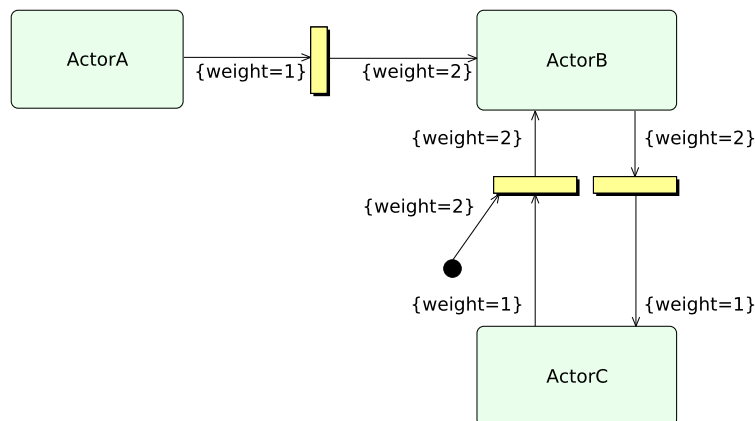 ActorA
{weight=1}
{weight=2}
ActorB
{weight=2}
{weight=2}
{weight=2}
{weight=1}
{weight=1}
ActorC